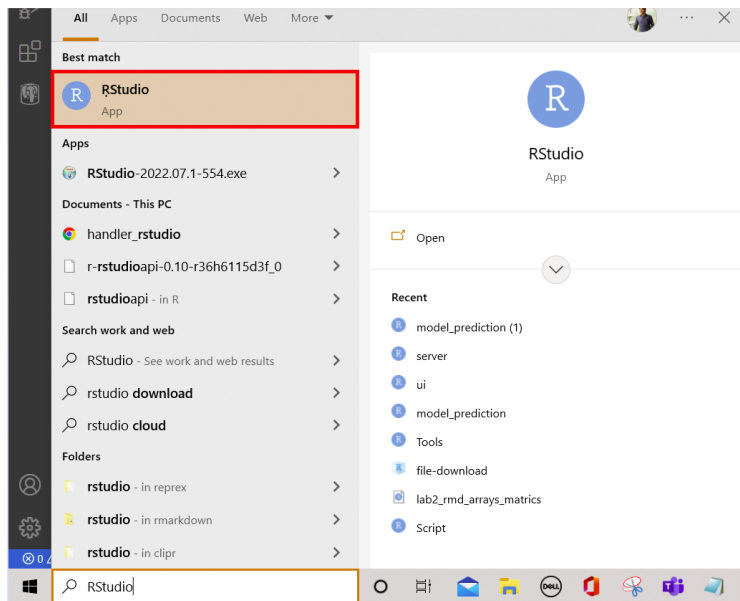 All Apps Documents Web More
Best match
RStudio
App
Apps
RStudio-2022.07.1-554.exe
Documents - This PC
handler_rstudio
r-rstudioapi-0.10-r36h6115d3f_0
rstudioapi - in R
Search work and web
RStudio - See work and web results
rstudio download
rstudio cloud
Folders
rstudio - in reprex
rstudio - in rmarkdown
rstudio - in clipr
R
RStudio
App
Open
Recent
model_prediction (1)
server
ui
model_prediction
Tools
file-download
lab2_rmd_arrays_matrics
Script
0
RStudio
DELL